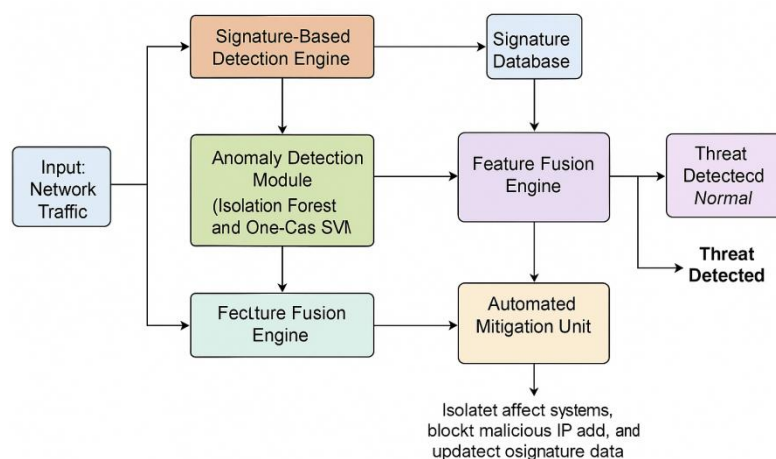 Signature-Based
Detection Engine
Signature
Database
Input:
Network
Traffic
Anomaly Detection
Module
(Isolation Forest
and One-Cas SVM
Feature Fusion
Engine
Threat
Detectecd
Normal
Threat
Detected
Fectture Fusion
Engine
Automated
Mitigation Unit
Isolatet affect systems,
blockt malicious IP add, and
updatect osignature data